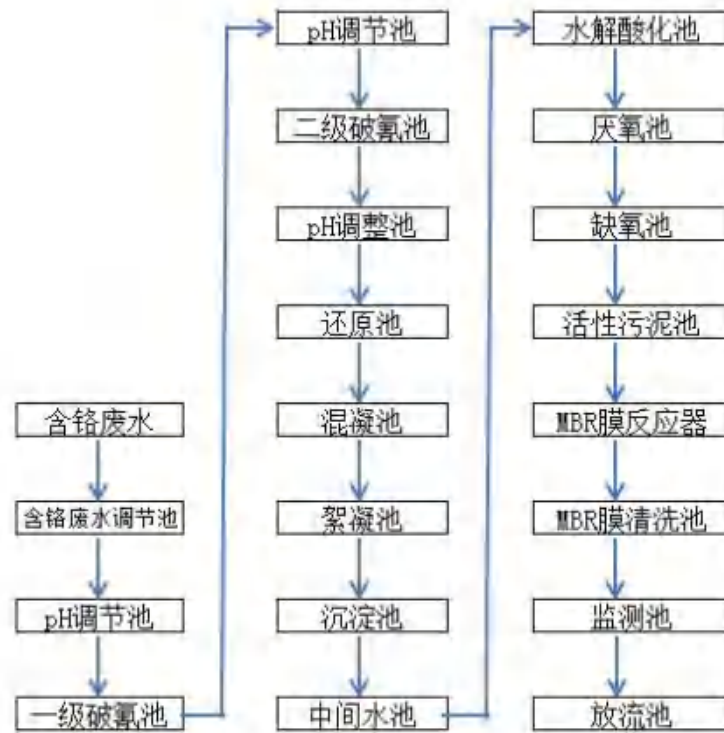 含铬废水
含铬废水调节池
pH调节池
一级破氰池
pH调节池
二级破氰池
pH调整池
还原池
混凝池
絮凝池
沉淀池
中间水池
水解酸化池
厌氧池
缺氧池
活性污泥池
MBR膜反应器
MBR膜清洗池
监测池
放流池